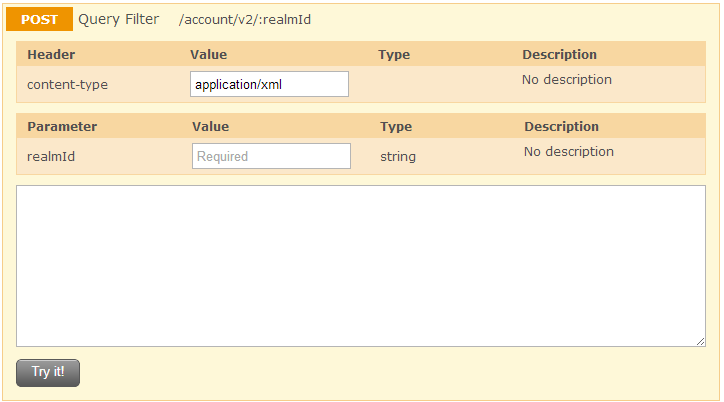 POST Query Filter /account/v2/:realmId
Header Value Type Description
content-type application/xml No description
Parameter Value Type Description
realmId Required string No description
Try it!